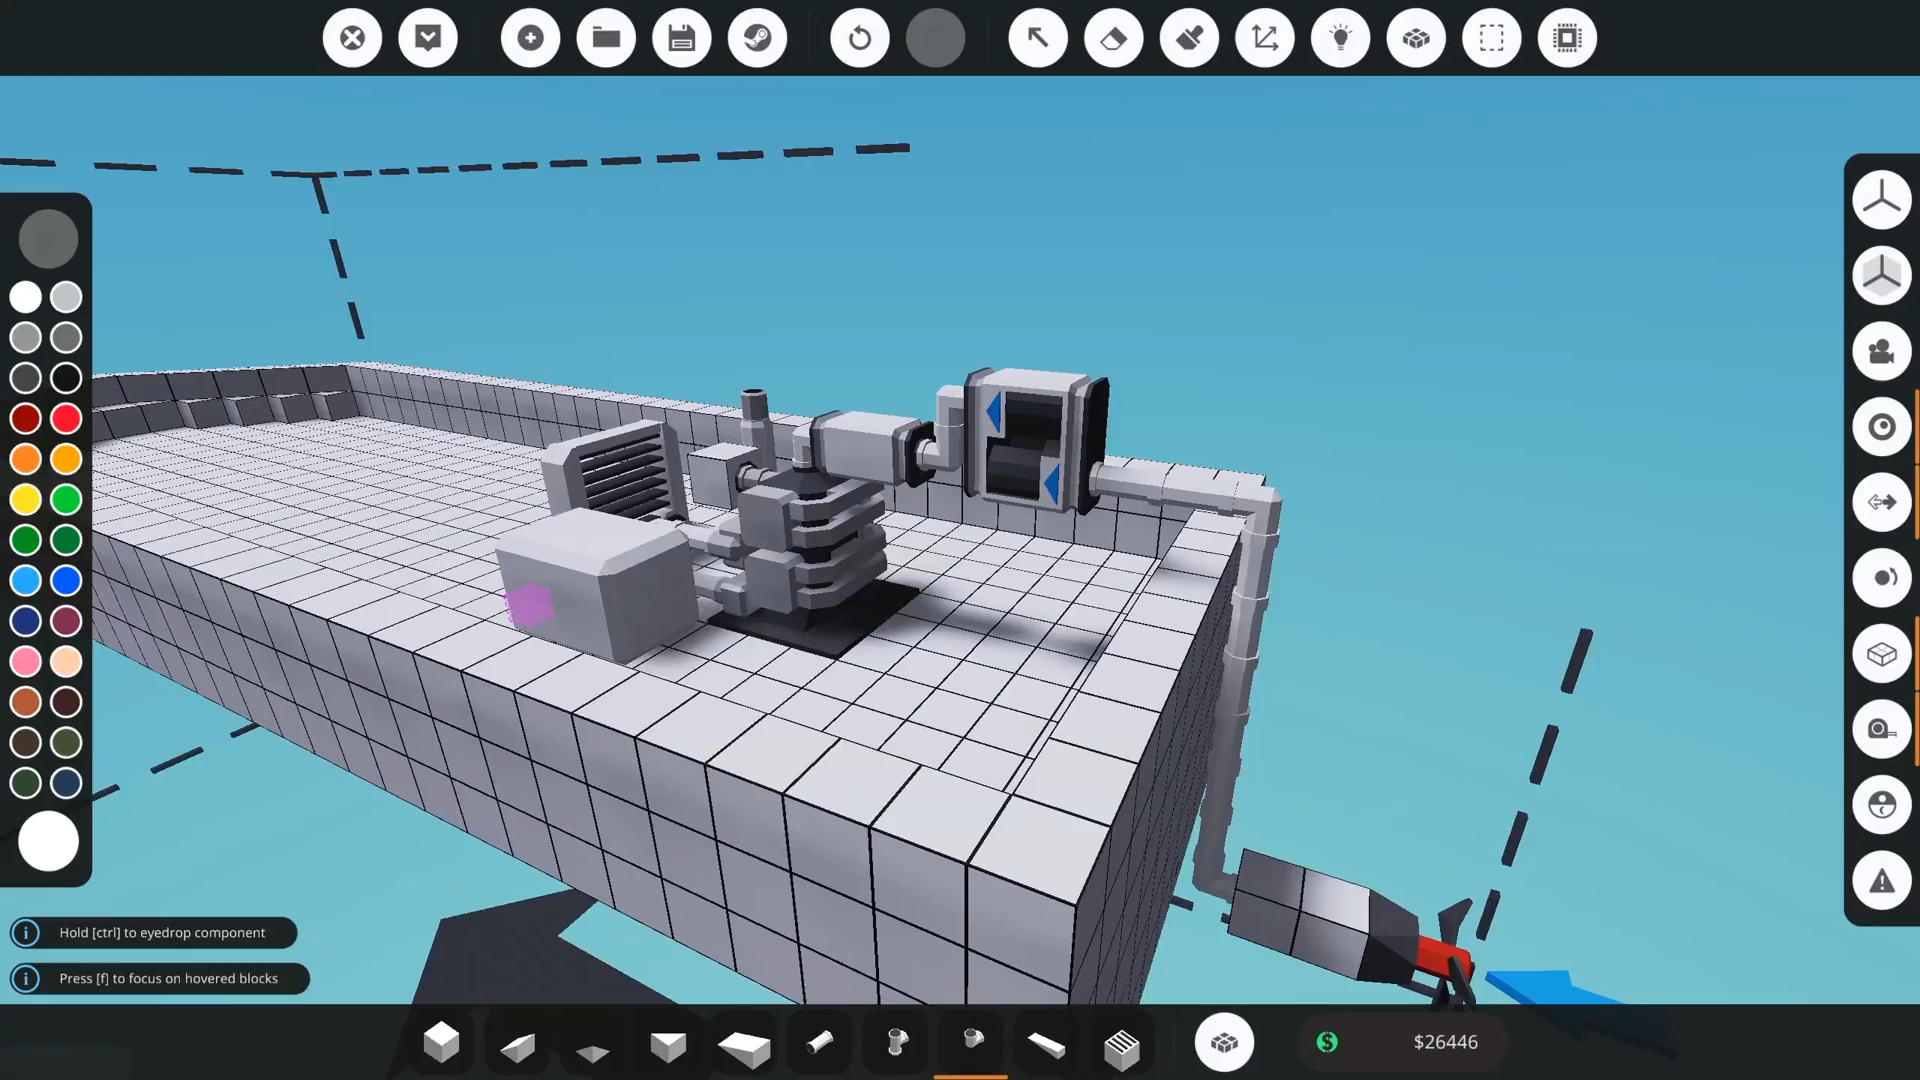 Hold [ctrl] to eyedrop component
Press [f] to focus on hovered blocks
$26446